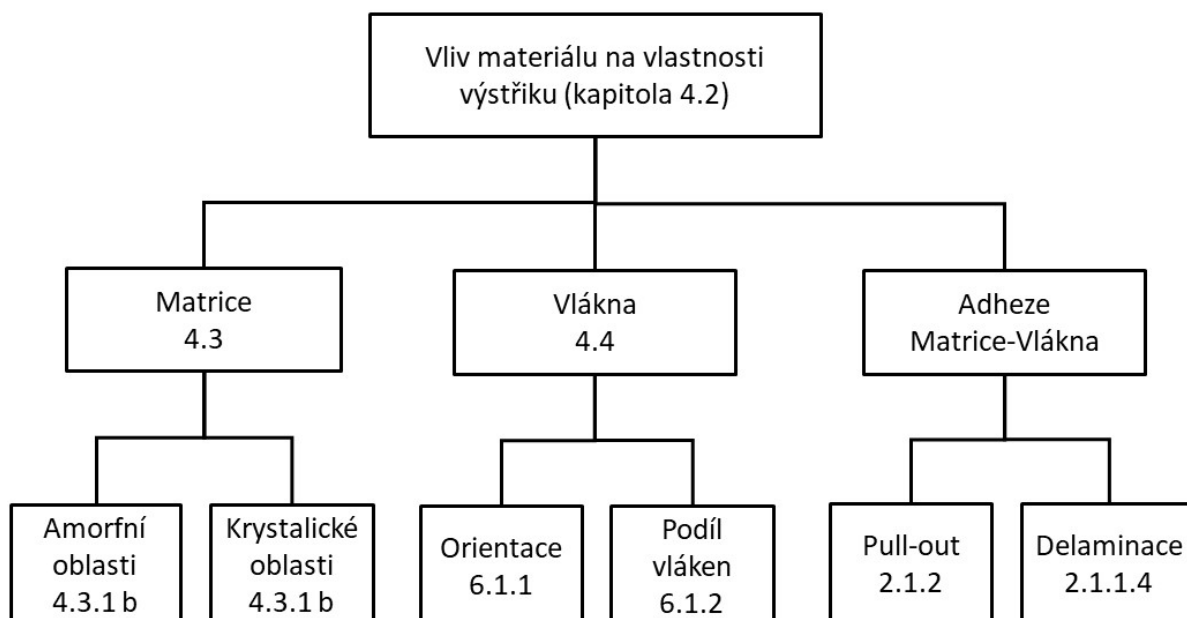 Vliv materiálu na vlastnosti
výstřiku (kapitola 4.2)
Matrice
4.3
Vlákna
4.4
Adheze
Matrice-Vlákna
Amorfní
oblasti
4.3.1 b
Krystalické
oblasti
4.3.1 b
Orientace
6.1.1
Podíl
vláken
6.1.2
Pull-out
2.1.2
Delaminace
2.1.1.4